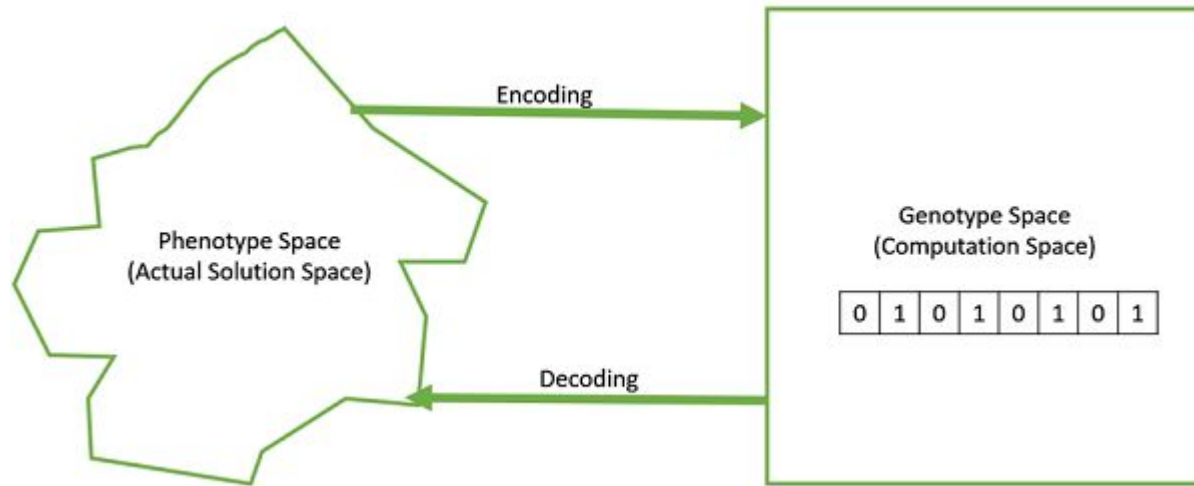 Encoding
Phenotype Space
(Actual Solution Space)
Genotype Space
(Computation Space)
0 1 0 1 0 1 0 1
Decoding